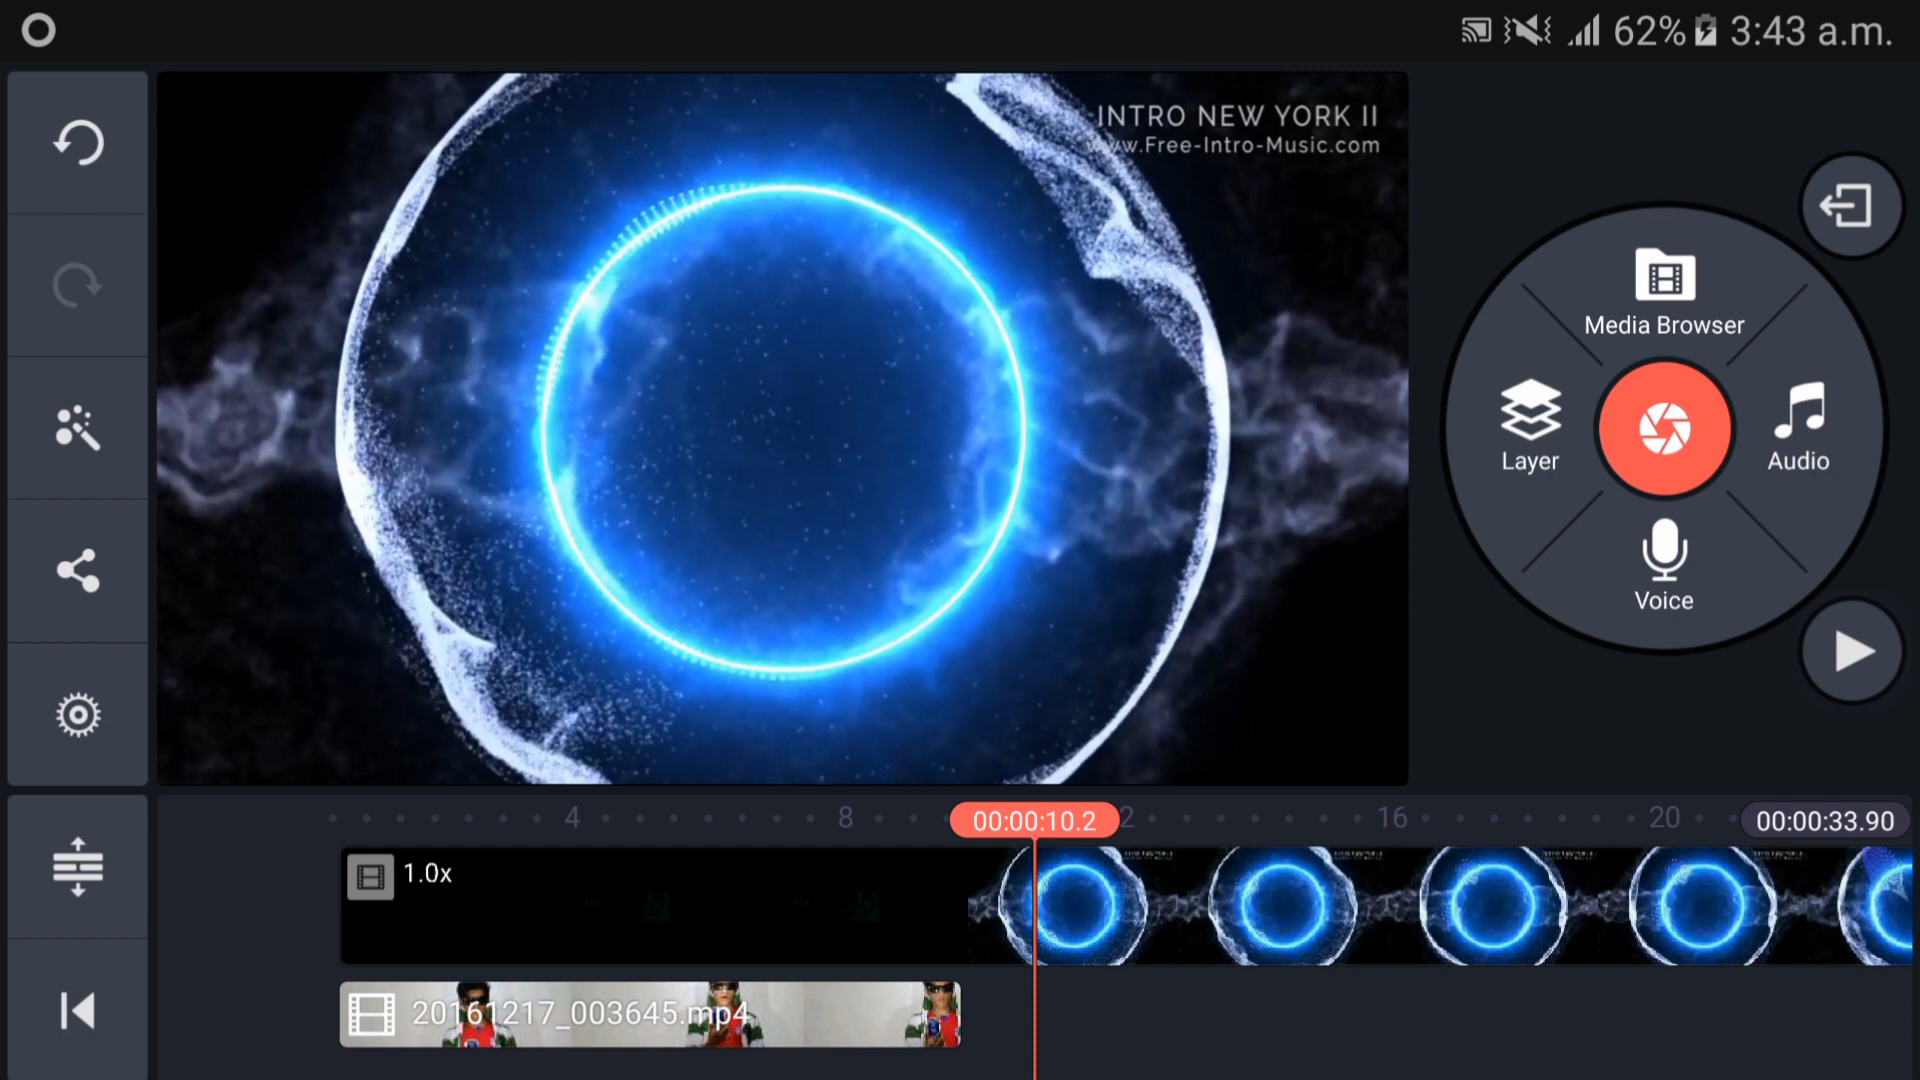 62% 3:43 a.m.
INTRO NEW YORK II
www.Free-Intro-Music.com
Media Browser
Layer
Audio
Voice
4 8 00:00:10.2 2 16 20 00:00:33.90
1.0x
20161217_003645.mp4